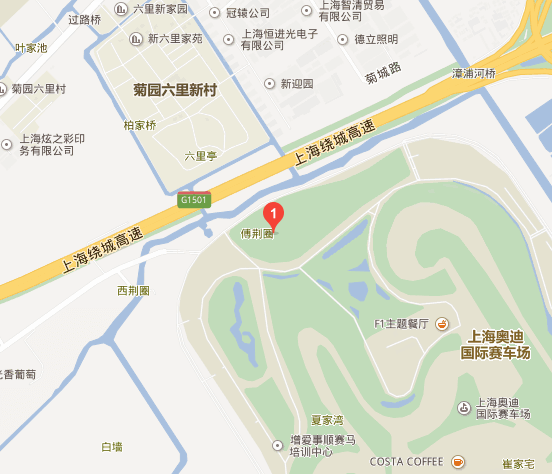 六里新家园
过路桥
冠辕公司
上海智清贸易
有限公司
叶家池
新六里家苑
上海恒进光电子
有限公司
德立照明
漳浦河桥
菊城路
菊园六里村
菊园六里新村
新迎园
柏家桥
上海炫之彩印
务有限公司
六里亭
上海绕城高速
G1501
1
傅荆圈
上海绕城高速
西荆圈
F1主题餐厅
上海奥迪
国际赛车场
香葡萄
上海奥迪
国际赛车场
夏家湾
白墙
增爱事顺赛马
培训中心
COSTA COFFEE
崔家宅